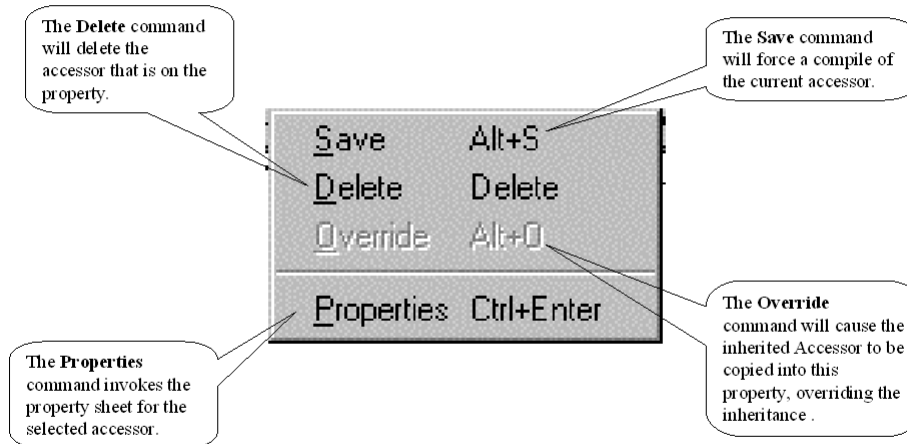 The Delete command
will delete the
accessor that is on the
property.
The Save command
will force a compile of
the current accessor.
Save Alt+S
Delete Delete
Override Alt+O
Properties Ctrl+Enter
The Properties
command invokes the
property sheet for the
selected accessor.
The Override
command will cause the
inherited Accessor to be
copied into this
property, overriding the
inheritance .